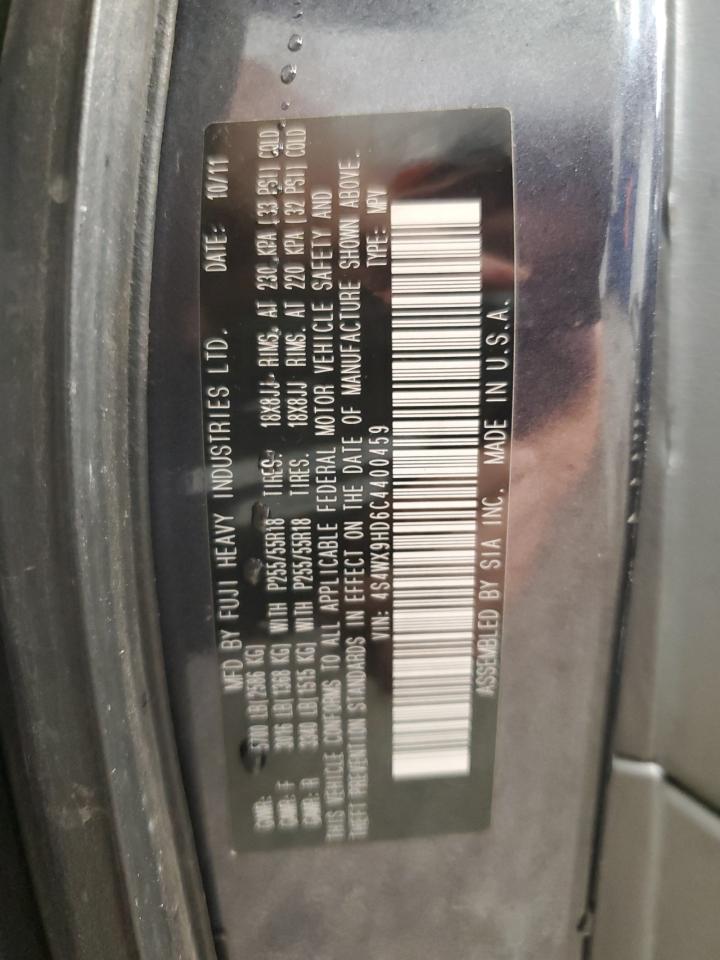 MFD BY FUJI HEAVY INDUSTRIES LTD. DATE: 10/11
GVWR: 5700 LB(2586 KG)
GAWR: F 3016 LB(1368 KG) WITH P255/55R18 TIRES. 18X8JJ RIMS. AT 230 KPA (33 PSI) COLD
GAWR: R 3340 LB(1515 KG) WITH P255/55R18 TIRES. 18X8JJ RIMS. AT 220 KPA (32 PSI) COLD
THIS VEHICLE CONFORMS TO ALL APPLICABLE FEDERAL MOTOR VEHICLE SAFETY AND
THEFT PREVENTION STANDARDS IN EFFECT ON THE DATE OF MANUFACTURE SHOWN ABOVE.
VIN: 4S4WX9HD6C4400459 TYPE: MPV
ASSEMBLED BY SIA INC. MADE IN U.S.A.